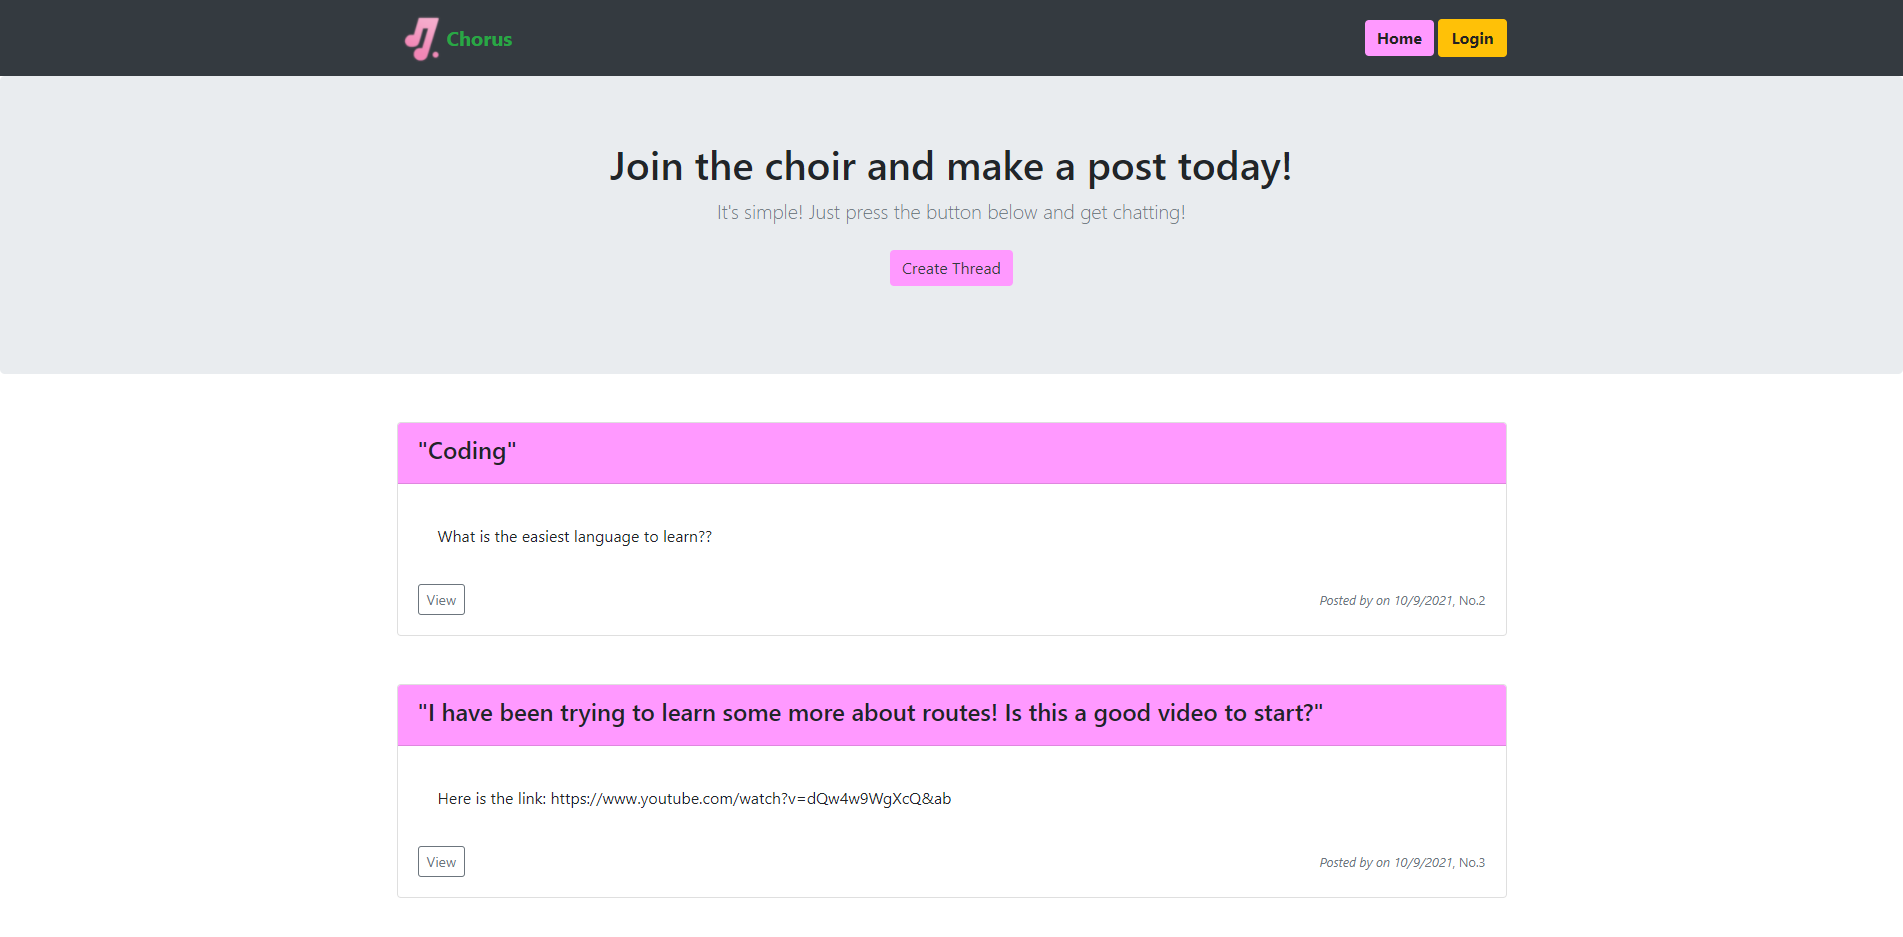 Chorus
Home
Login
Join the choir and make a post today!
It's simple! Just press the button below and get chatting!
Create Thread
"Coding"
What is the easiest language to learn??
View
Posted by on 10/9/2021, No.2
"I have been trying to learn some more about routes! Is this a good video to start?"
Here is the link: https://www.youtube.com/watch?v=dQw4w9WgXcQ&ab
View
Posted by on 10/9/2021, No.3